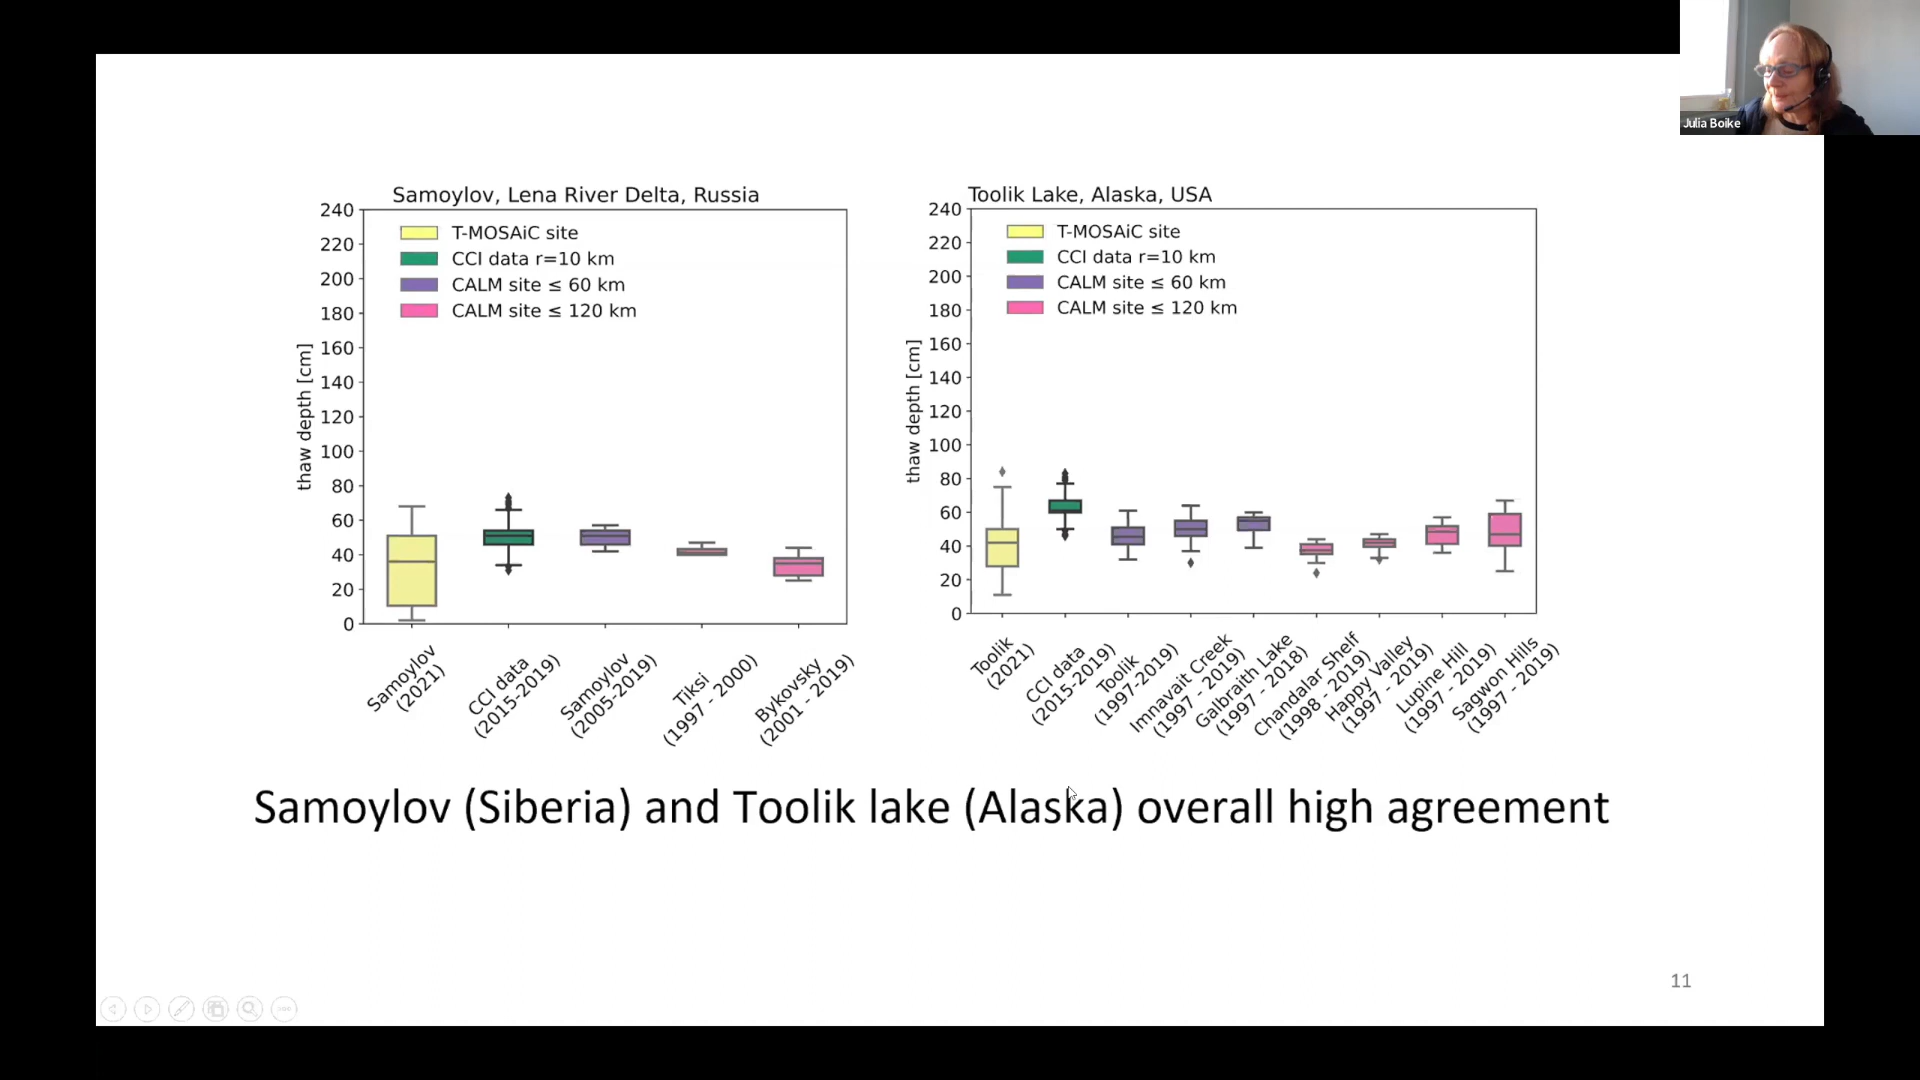 Julia Boike
Samoylov, Lena River Delta, Russia
240
220
200
180
160
140
120
100
80
60
40
20
0
thaw depth [cm]
T-MOSAiC site
CCI data r=10 km
CALM site ≤ 60 km
CALM site ≤ 120 km
Samoylov
(2021)
CCI data
(2015-2019)
Samoylov
(2005-2019)
Tiksi
(1997 - 2000)
Bykovsky
(2001 - 2019)
Toolik Lake, Alaska, USA
240
220
200
180
160
140
120
100
80
60
40
20
0
thaw depth [cm]
T-MOSAiC site
CCI data r=10 km
CALM site ≤ 60 km
CALM site ≤ 120 km
Toolik
(2021)
CCI data
(2015-2019)
Toolik
(1997-2019)
Imnavait Creek
(1997 - 2019)
Galbraith Lake
(1997 - 2018)
Chandalar Shelf
(1998 - 2019)
Happy Valley
(1997 - 2019)
Lupine Hill
(1997 - 2019)
Sagwon Hills
(1997 - 2019)
Samoylov (Siberia) and Toolik lake (Alaska) overall high agreement
11